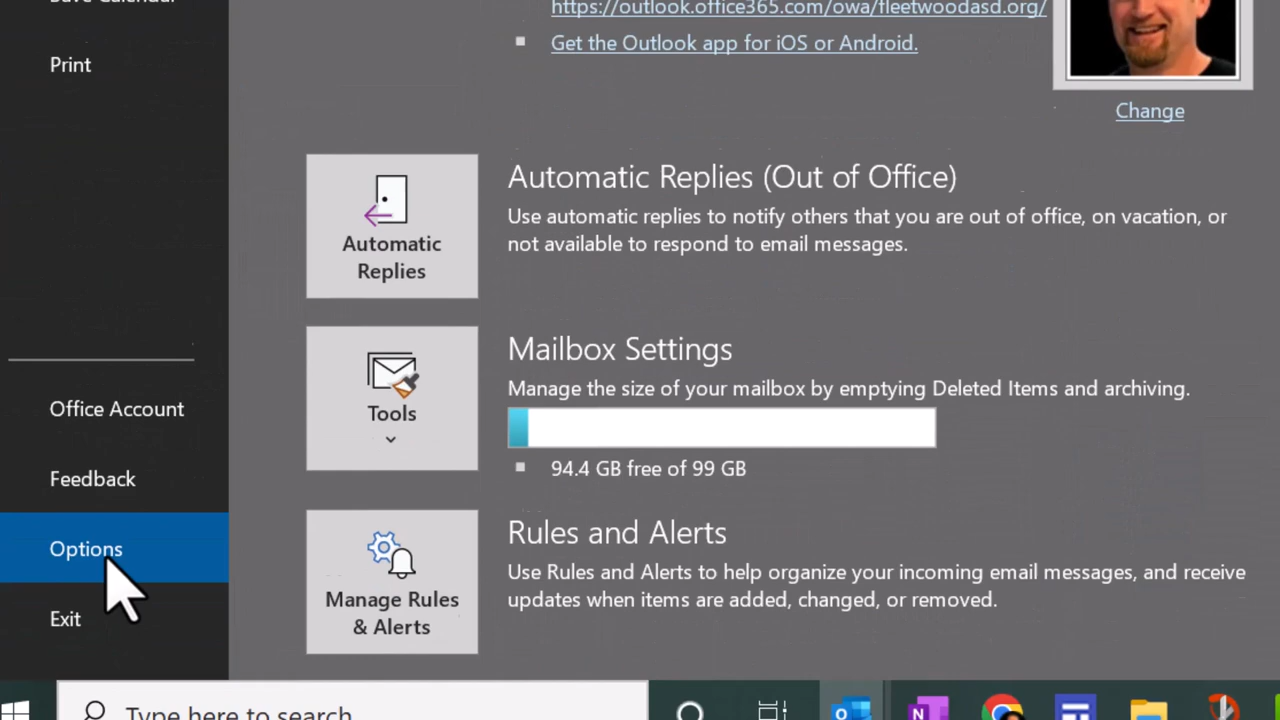 Save Calendar
https://outlook.office365.com/owa/fleetwoodasd.org/
Get the Outlook app for iOS or Android.
Print
Change
Automatic Replies (Out of Office)
Use automatic replies to notify others that you are out of office, on vacation, or
not available to respond to email messages.
Automatic
Replies
Mailbox Settings
Manage the size of your mailbox by emptying Deleted Items and archiving.
Tools
94.4 GB free of 99 GB
Office Account
Feedback
Options
Exit
Rules and Alerts
Use Rules and Alerts to help organize your incoming email messages, and receive
updates when items are added, changed, or removed.
Manage Rules
& Alerts
Type here to search